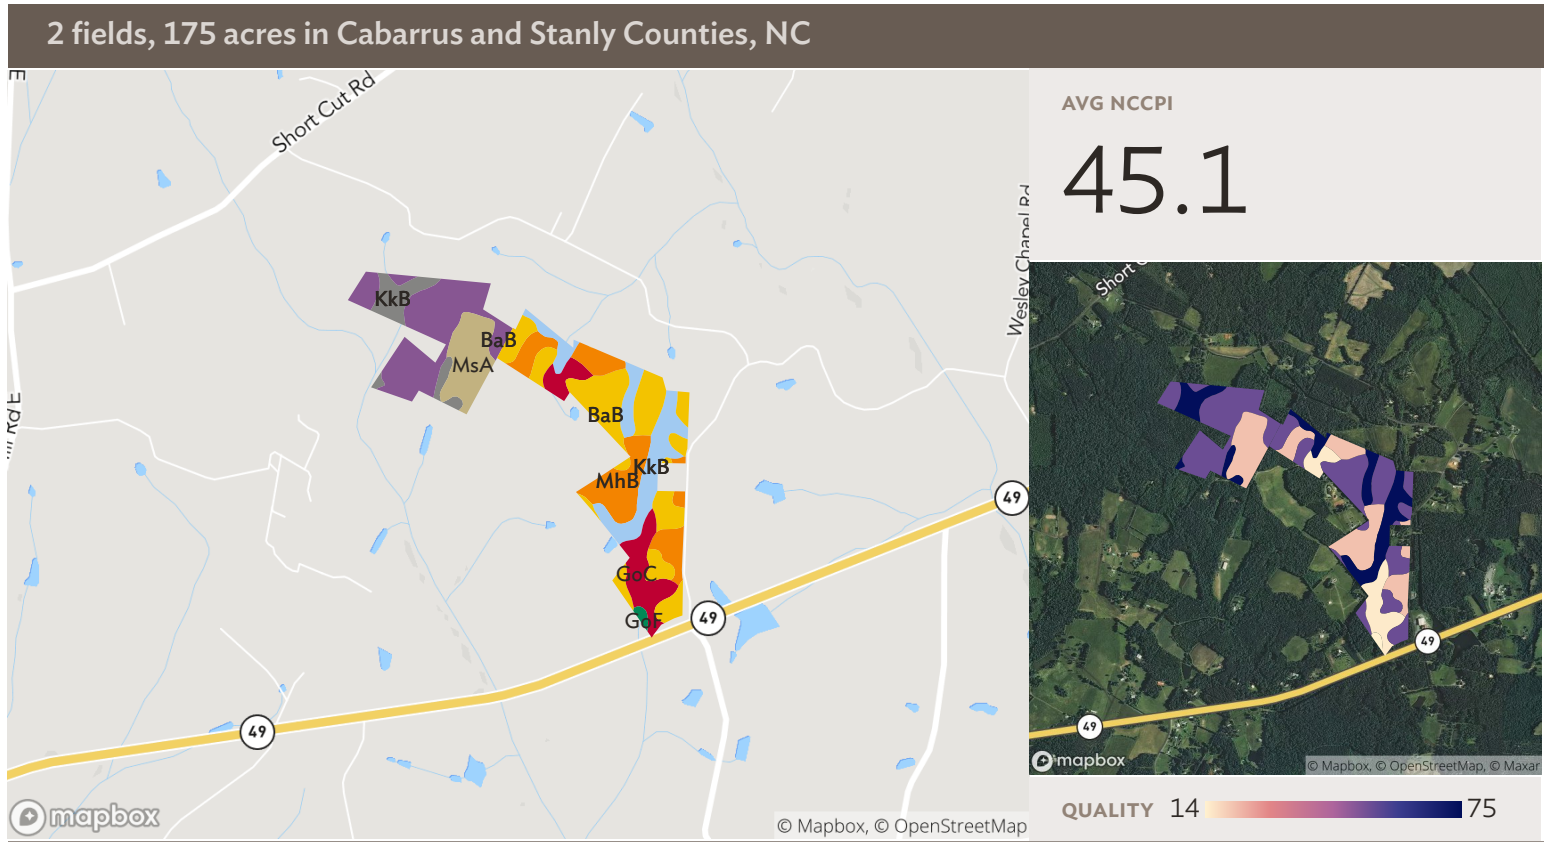 2 fields, 175 acres in Cabarrus and Stanly Counties, NC
E
Short Cut Rd
Wesley Chapel Rd
KkB
BaB
MsA
BaB
KkB
MhB
GoC
GoF
Rd E
49
49
49
mapbox
© Mapbox, © OpenStreetMap
AVG NCCPI
45.1
Short C
49
49
mapbox
© Mapbox, © OpenStreetMap, © Maxar
QUALITY 14 75